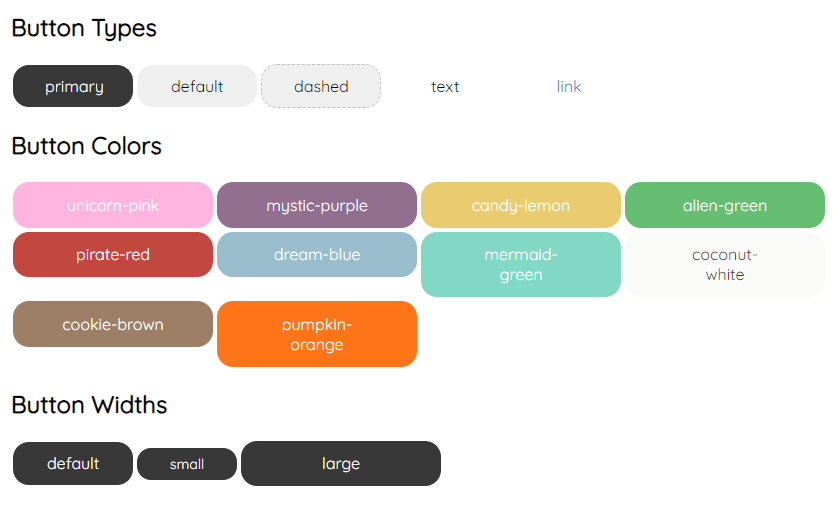 Button Types
primary default dashed text link
Button Colors
unicorn-pink mystic-purple candy-lemon alien-green
pirate-red dream-blue mermaid-
green coconut-
white
cookie-brown pumpkin-
orange
Button Widths
default small large